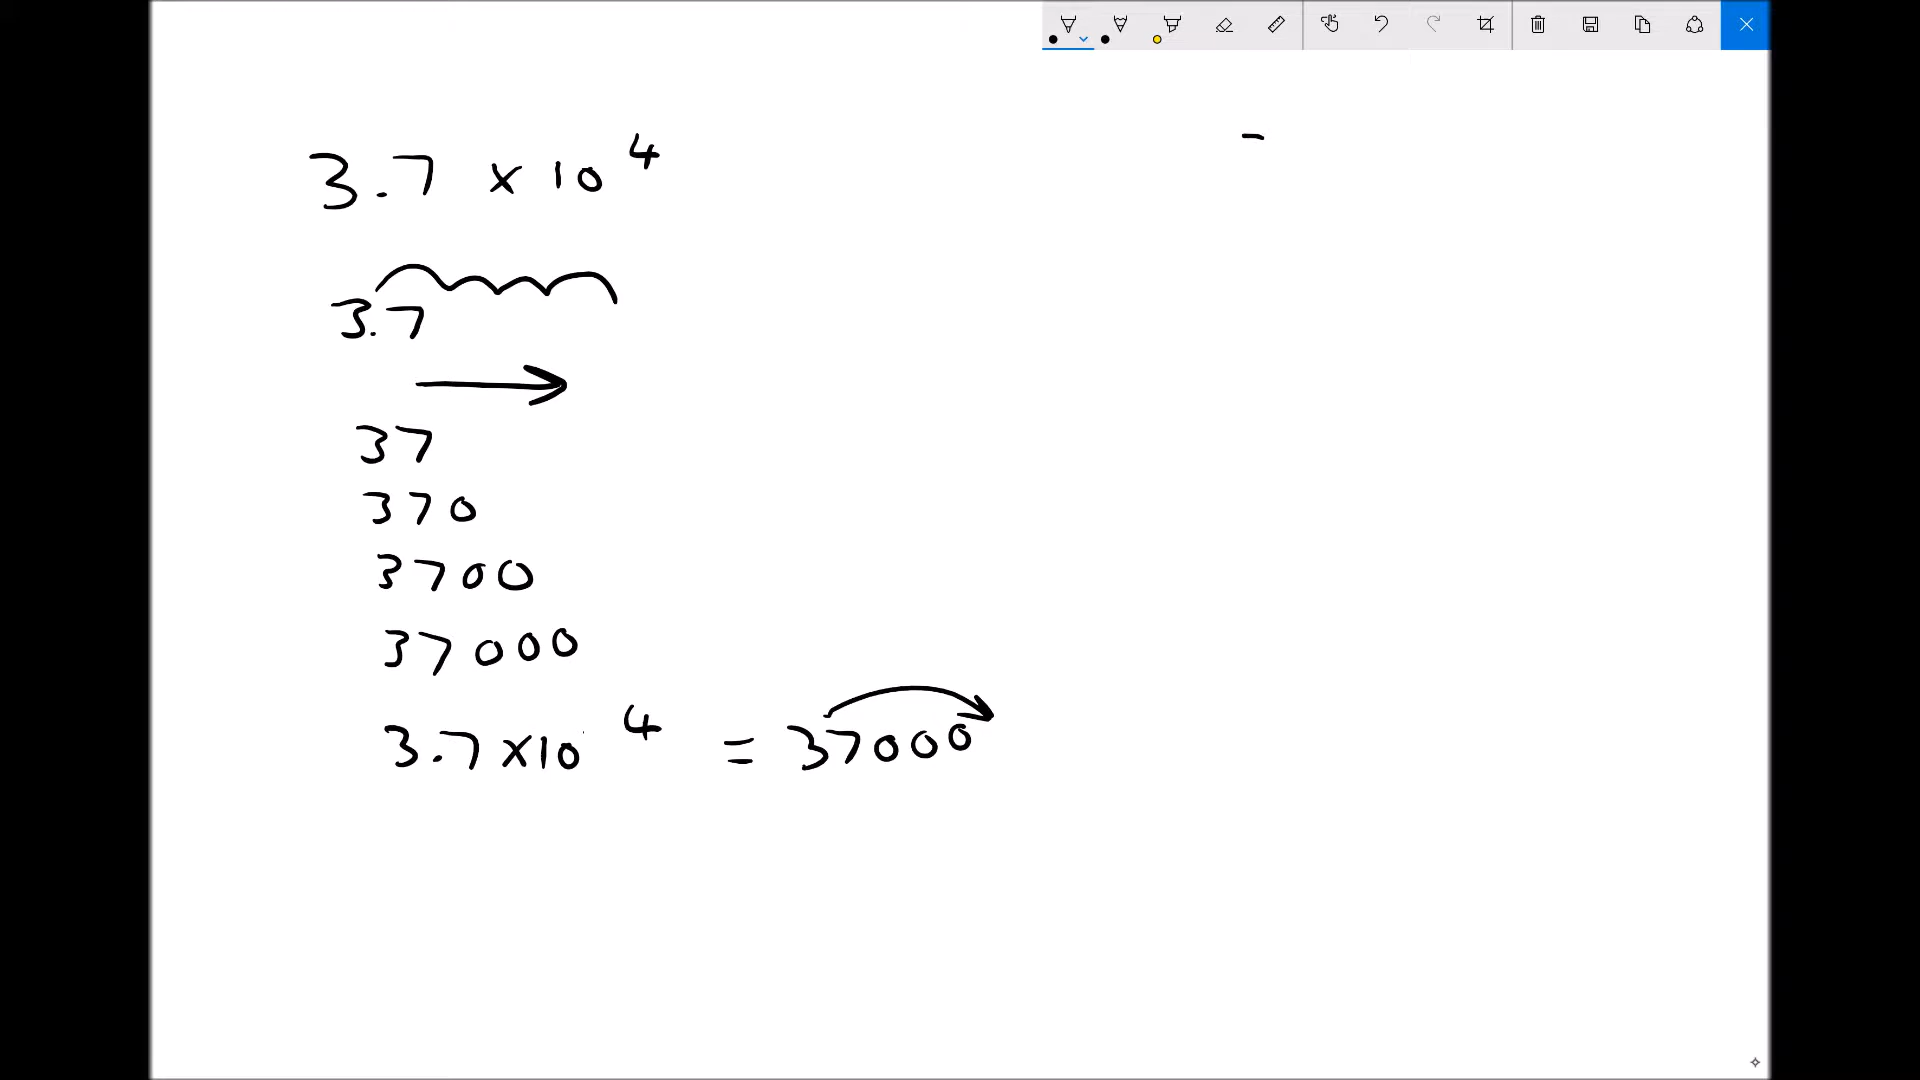 3.7 × 10⁴
3.7
37
370
3700
37000
3.7 × 10⁴ = 37000